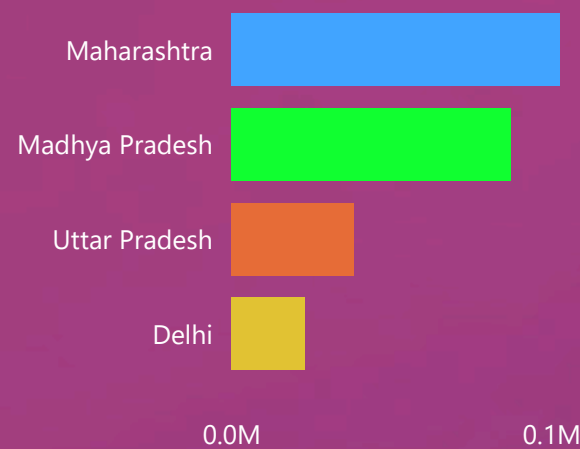 Maharashtra
Madhya Pradesh
Uttar Pradesh
Delhi
0.0M 0.1M